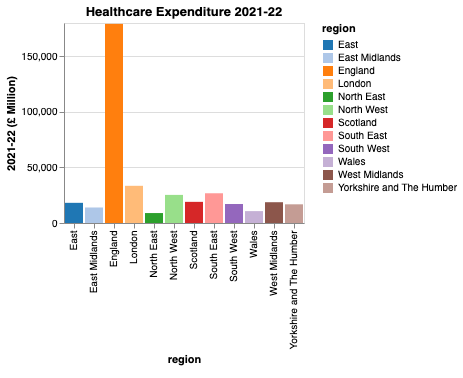 Healthcare Expenditure 2021-22
2021-22 (£ Million)
150,000
100,000
50,000
0
East
East Midlands
England
London
North East
North West
Scotland
South East
South West
Wales
West Midlands
Yorkshire and The Humber
region
region
East
East Midlands
England
London
North East
North West
Scotland
South East
South West
Wales
West Midlands
Yorkshire and The Humber